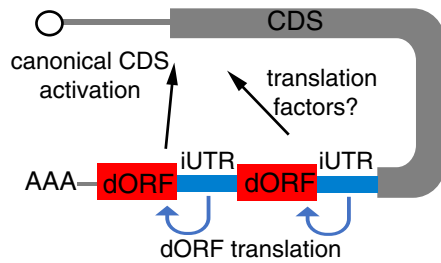 CDS
canonical CDS
activation
translation
factors?
iUTR
iUTR
AAA
dORF
dORF
dORF translation